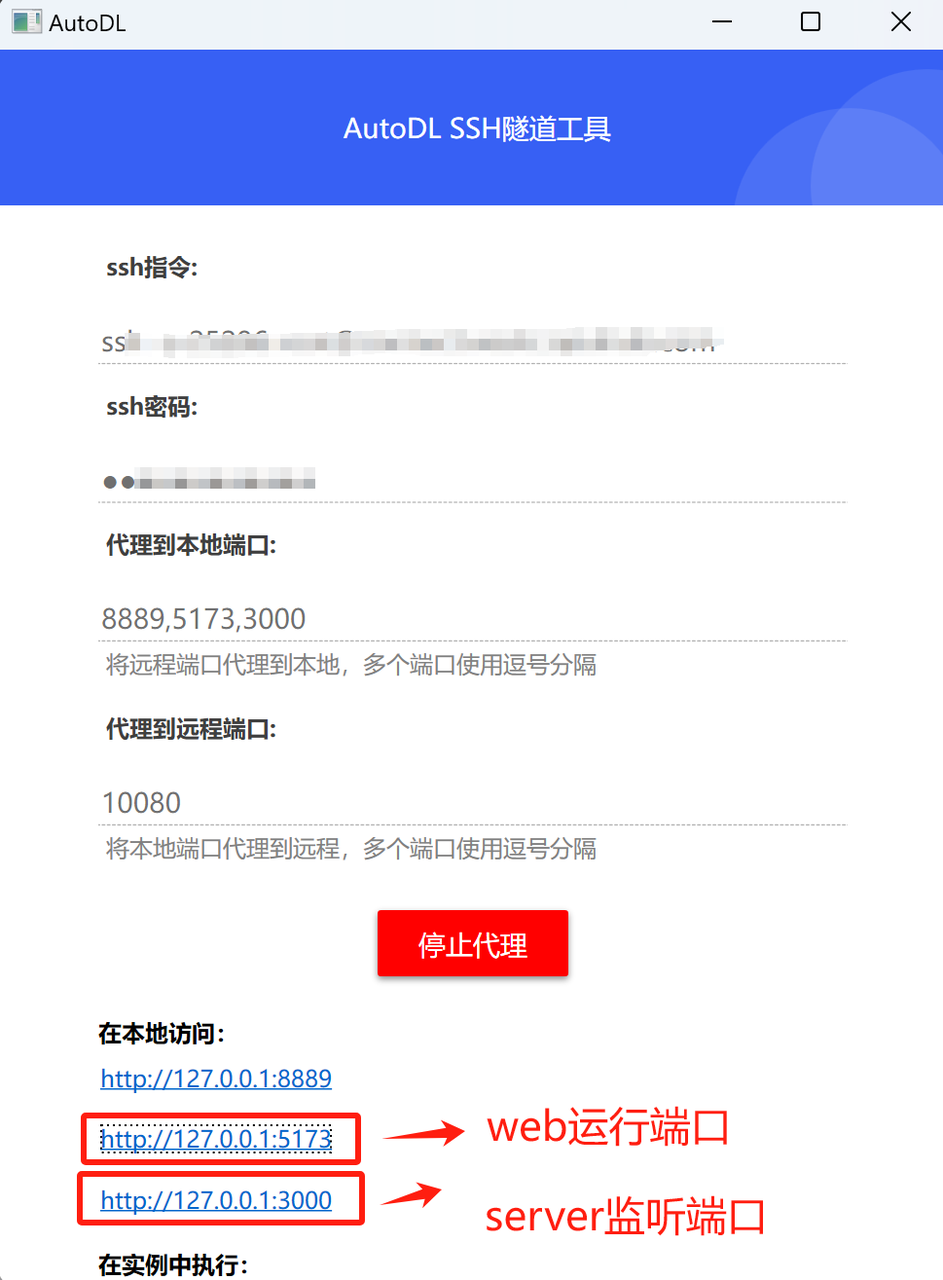 AutoDL
AutoDL SSH隧道工具
ssh指令:
ssh密码:
代理到本地端口:
8889,5173,3000
将远程端口代理到本地，多个端口使用逗号分隔
代理到远程端口:
10080
将本地端口代理到远程，多个端口使用逗号分隔
停止代理
在本地访问：
http://127.0.0.1:8889
http://127.0.0.1:5173
web运行端口
http://127.0.0.1:3000
server监听端口
在实例中执行：